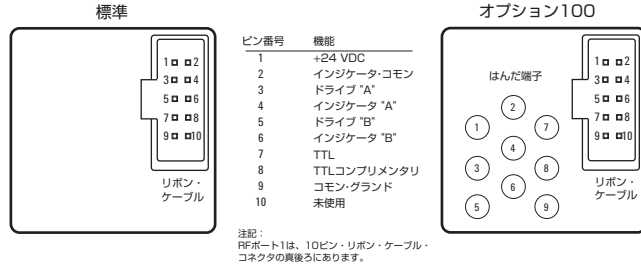 標準
1 2
3 4
5 6
7 8
9 10
リボン・
ケーブル
ピン番号 機能
1 +24 VDC
2 インジケータ･コモン
3 ドライブ "A"
4 インジケータ "A"
5 ドライブ "B"
6 インジケータ "B"
7 TTL
8 TTLコンプリメンタリ
9 コモン･グランド
10 未使用
注記：
RFポート1は、10ピン・リボン・ケーブル・
コネクタの真後ろにあります。
オプション100
はんだ端子
2
1 7
4
3 8
6
5 9
1 2
3 4
5 6
7 8
9 10
リボン・
ケーブル